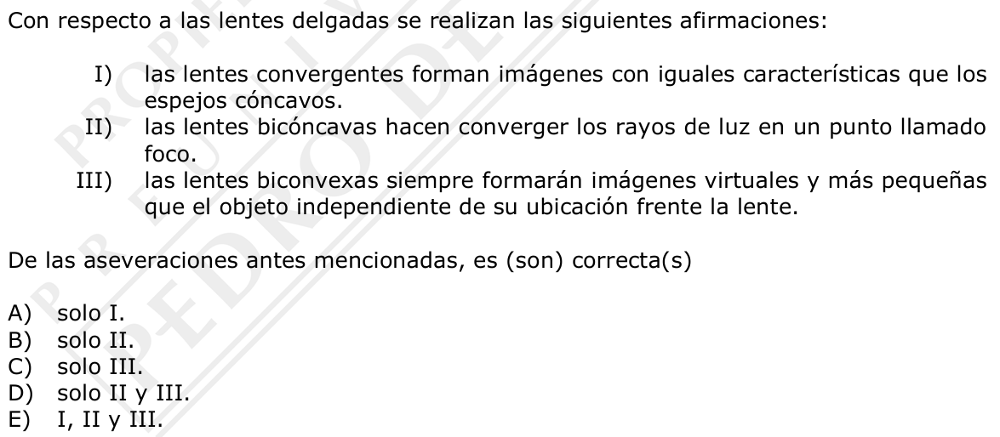 Con respecto a las lentes delgadas se realizan las siguientes afirmaciones:
I) las lentes convergentes forman imágenes con iguales características que los
espejos cóncavos.
II) las lentes bicóncavas hacen converger los rayos de luz en un punto llamado
foco.
III) las lentes biconvexas siempre formarán imágenes virtuales y más pequeñas
que el objeto independiente de su ubicación frente la lente.
De las aseveraciones antes mencionadas, es (son) correcta(s)
A) solo I.
B) solo II.
C) solo III.
D) solo II y III.
E) I, II y III.